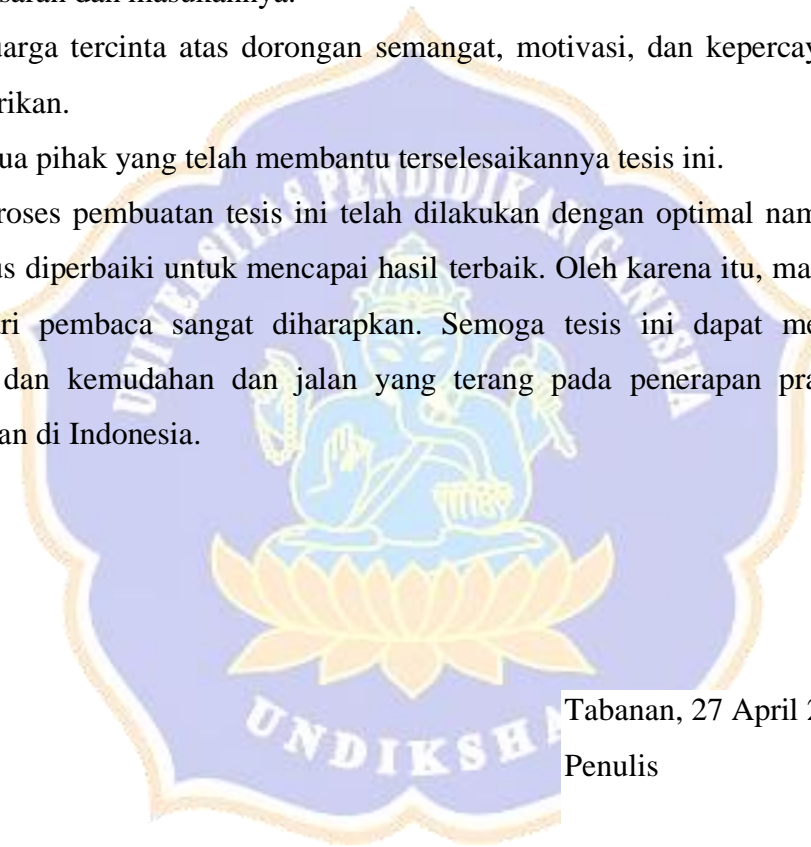 saran dan masukannya.
uarga tercinta atas dorongan semangat, motivasi, dan kepercay
rikan.
ua pihak yang telah membantu terselesaikannya tesis ini.
roses pembuatan tesis ini telah dilakukan dengan optimal nam
us diperbaiki untuk mencapai hasil terbaik. Oleh karena itu, ma
ri pembaca sangat diharapkan. Semoga tesis ini dapat me
dan kemudahan dan jalan yang terang pada penerapan pra
an di Indonesia.
UNIVERSITAS PENDIDIKAN GANESHA
UNDIKSHA
Tabanan, 27 April 2
Penulis